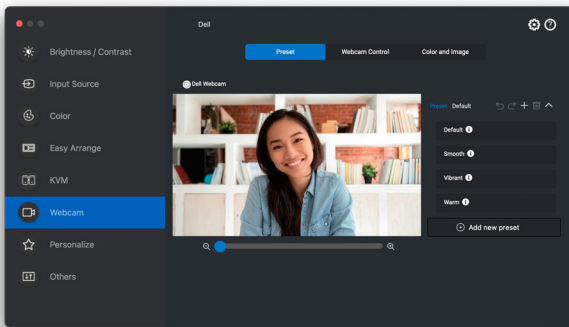 Dell
Preset
Webcam Control
Color and Image
Brightness / Contrast
Input Source
Color
Easy Arrange
KVM
Webcam
Personalize
Others
Dell Webcam
Preset Default
Default
Smooth
Vibrant
Warm
Add new preset